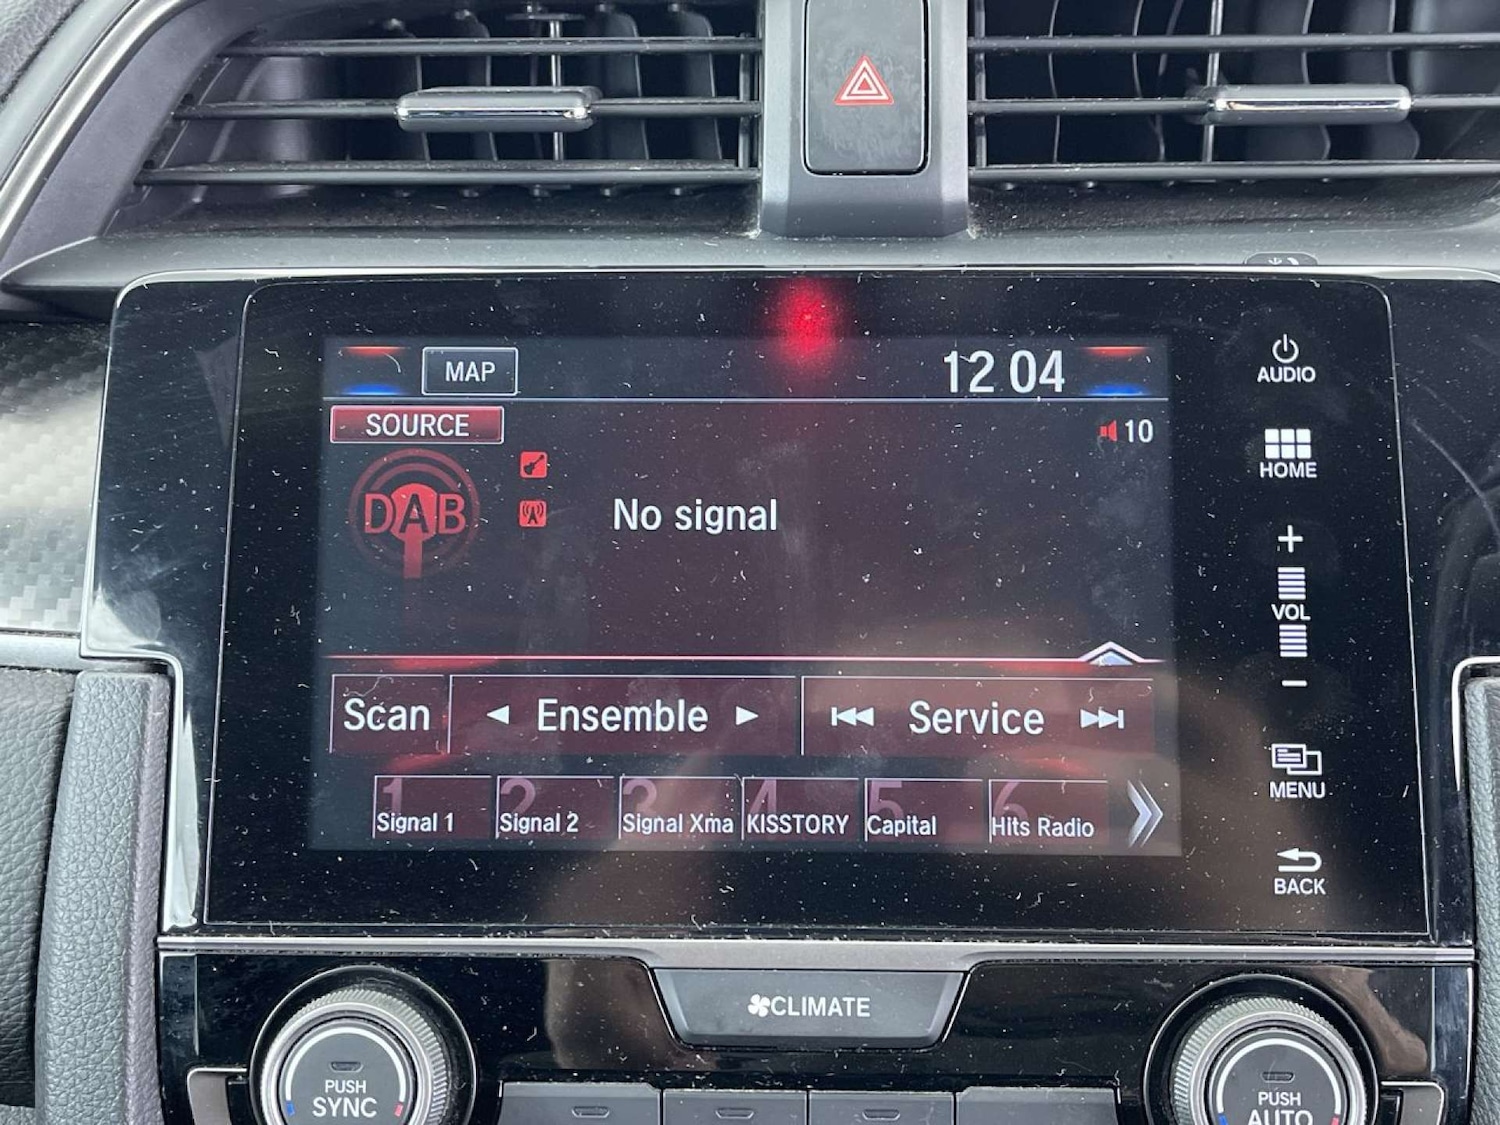 MAP
12 04
SOURCE
10
DAB
No signal
Scan
Ensemble
Service
1
Signal 1
2
Signal 2
3
Signal Xma
4
KISSTORY
5
Capital
6
Hits Radio
AUDIO
HOME
+
VOL
−
MENU
BACK
CLIMATE
PUSH
SYNC
PUSH
AUTO